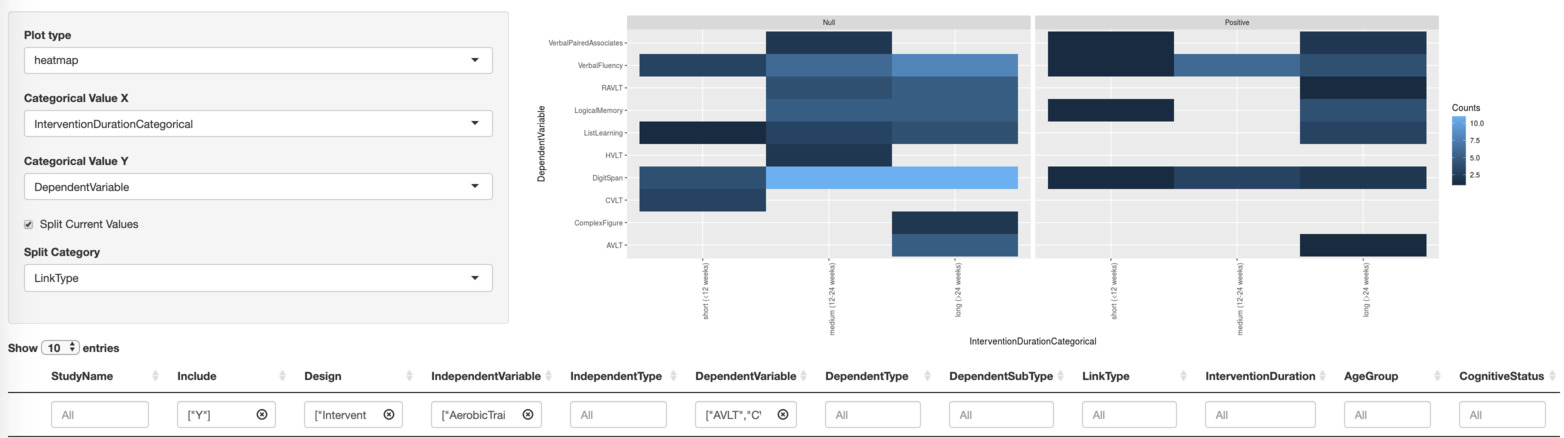 Plot type
heatmap
Categorical Value X
InterventionDurationCategorical
Categorical Value Y
DependentVariable
Split Current Values
Split Category
LinkType
Null
Positive
DependentVariable
VerbalPairedAssociates
VerbalFluency
RAVLT
LogicalMemory
ListLearning
HVLT
DigitSpan
CVLT
ComplexFigure
AVLT
short (<12 weeks)
medium (12-24 weeks)
long (>24 weeks)
short (<12 weeks)
medium (12-24 weeks)
long (>24 weeks)
InterventionDurationCategorical
Counts
10.0
7.5
5.0
2.5
Show 10 entries
StudyName Include Design IndependentVariable IndependentType DependentVariable DependentType DependentSubType LinkType InterventionDuration AgeGroup CognitiveStatus
All ["Y"] ["Intervent ["AerobicTrai All ["AVLT","C' All All All All All All